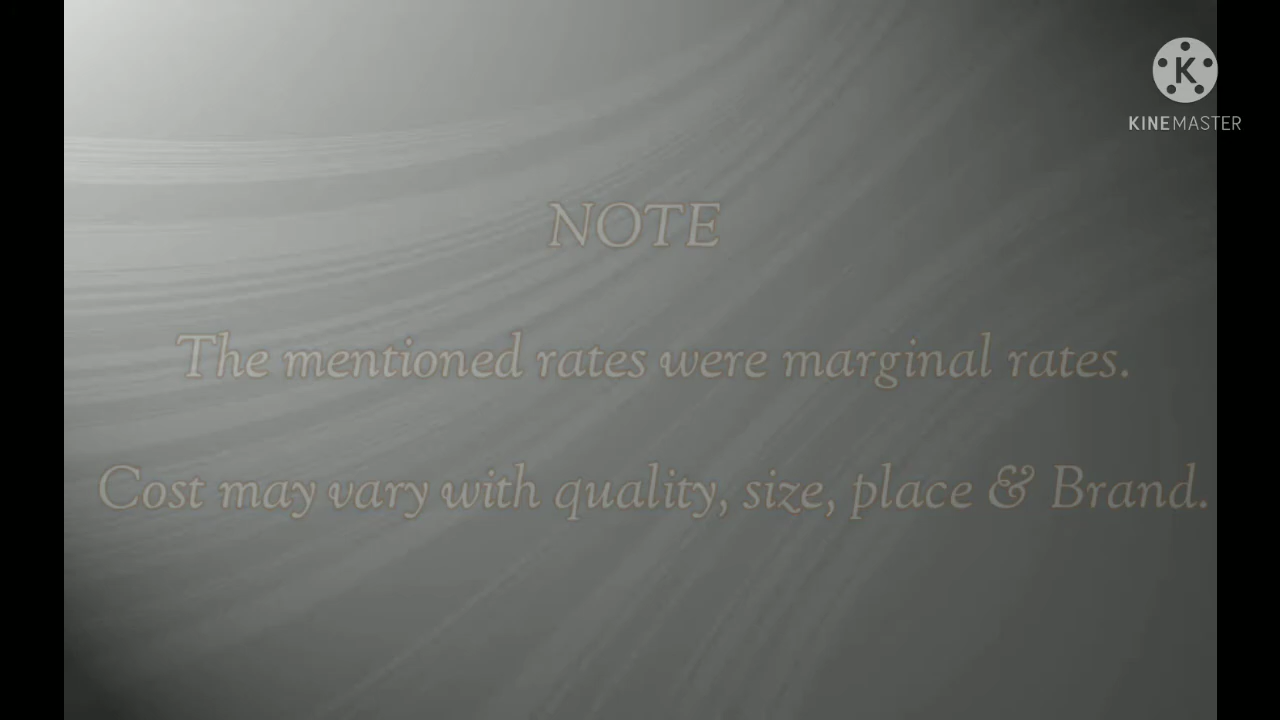 K
KINEMASTER
NOTE
The mentioned rates were marginal rates.
Cost may vary with quality, size, place & Brand.